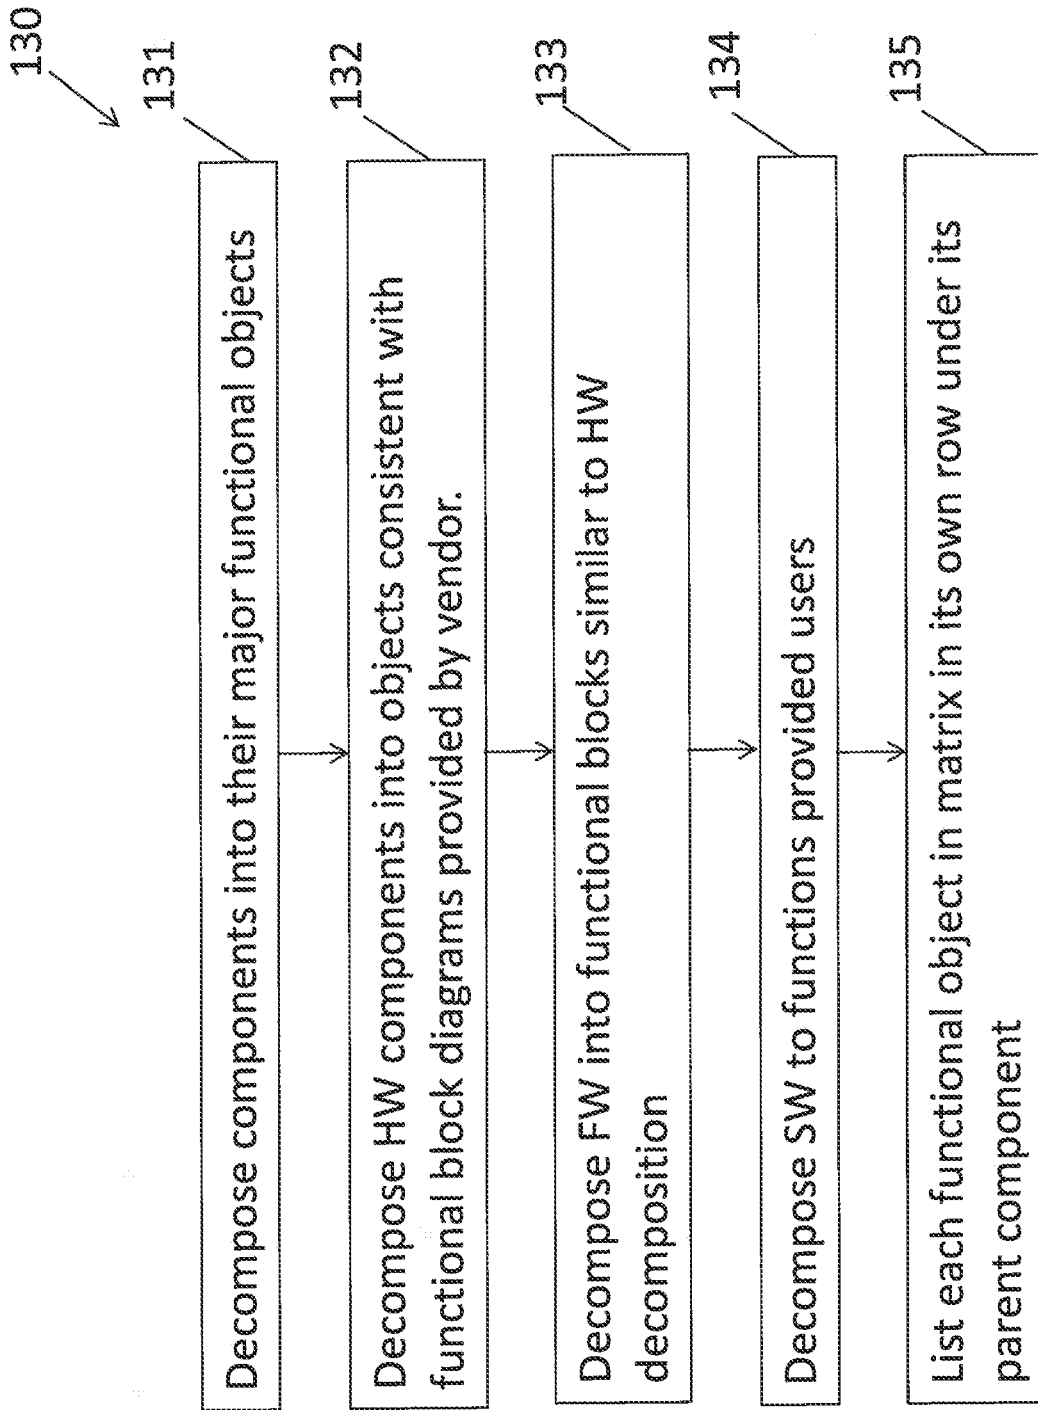 130
131
Decompose components into their major functional objects
132
Decompose HW components into objects consistent with
functional block diagrams provided by vendor.
133
Decompose FW into functional blocks similar to HW
decomposition
134
Decompose SW to functions provided users
135
List each functional object in matrix in its own row under its
parent component